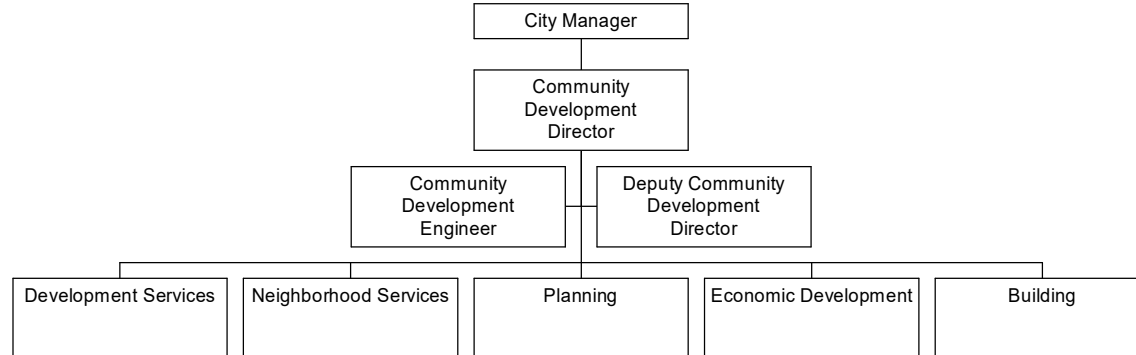 City Manager
Community
Development
Director
Community
Development
Engineer
Deputy Community
Development
Director
Development Services
Neighborhood Services
Planning
Economic Development
Building